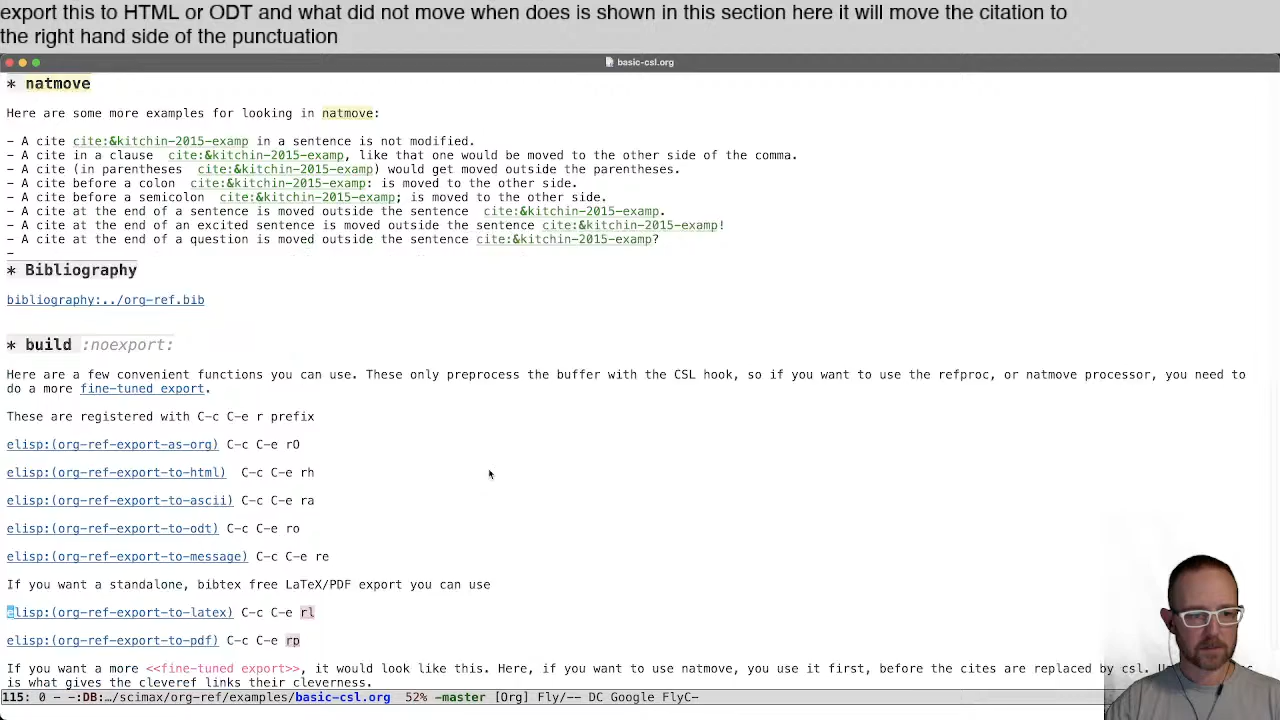 export this to HTML or ODT and what did not move when does is shown in this section here it will move the citation to
the right hand side of the punctuation
basic-csl.org
* natmove
Here are some more examples for looking in natmove:
- A cite cite:&kitchin-2015-examp in a sentence is not modified.
- A cite in a clause  cite:&kitchin-2015-examp, like that one would be moved to the other side of the comma.
- A cite (in parentheses  cite:&kitchin-2015-examp) would get moved outside the parentheses.
- A cite before a colon  cite:&kitchin-2015-examp: is moved to the other side.
- A cite before a semicolon  cite:&kitchin-2015-examp; is moved to the other side.
- A cite at the end of a sentence is moved outside the sentence  cite:&kitchin-2015-examp.
- A cite at the end of an excited sentence is moved outside the sentence cite:&kitchin-2015-examp!
- A cite at the end of a question is moved outside the sentence cite:&kitchin-2015-examp?
-
* Bibliography
bibliography:../org-ref.bib
* build :noexport:
Here are a few convenient functions you can use. These only preprocess the buffer with the CSL hook, so if you want to use the refproc, or natmove processor, you need to
do a more fine-tuned export.
These are registered with C-c C-e r prefix
elisp:(org-ref-export-as-org) C-c C-e rO
elisp:(org-ref-export-to-html)  C-c C-e rh
elisp:(org-ref-export-to-ascii) C-c C-e ra
elisp:(org-ref-export-to-odt) C-c C-e ro
elisp:(org-ref-export-to-message) C-c C-e re
If you want a standalone, bibtex free LaTeX/PDF export you can use
elisp:(org-ref-export-to-latex) C-c C-e rl
elisp:(org-ref-export-to-pdf) C-c C-e rp
If you want a more <<fine-tuned export>>, it would look like this. Here, if you want to use natmove, you use it first, before the cites are replaced by csl.
is what gives the cleveref links their cleverness.
115: 0 - -:DB:…/scimax/org-ref/examples/basic-csl.org  52% -master [Org] Fly/-- DC Google FlyC-